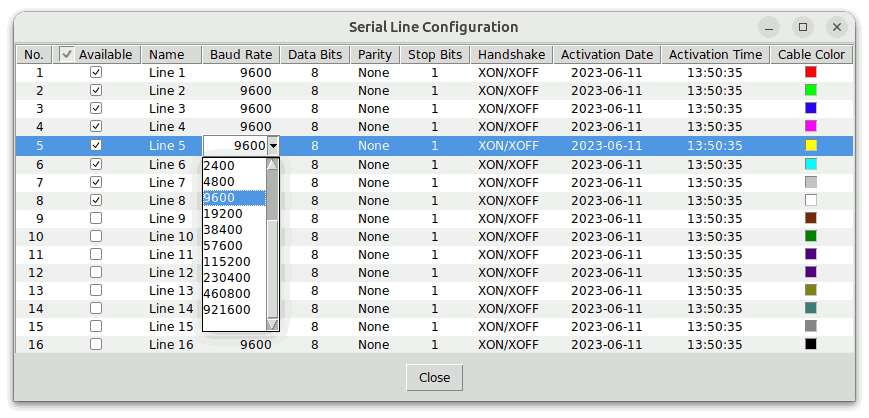 Serial Line Configuration
No. Available Name Baud Rate Data Bits Parity Stop Bits Handshake Activation Date Activation Time Cable Color
1 Line 1 9600 8 None 1 XON/XOFF 2023-06-11 13:50:35
2 Line 2 9600 8 None 1 XON/XOFF 2023-06-11 13:50:35
3 Line 3 9600 8 None 1 XON/XOFF 2023-06-11 13:50:35
4 Line 4 9600 8 None 1 XON/XOFF 2023-06-11 13:50:35
5 Line 5 9600 8 None 1 XON/XOFF 2023-06-11 13:50:35
6 Line 6 2400 8 None 1 XON/XOFF 2023-06-11 13:50:35
7 Line 7 4800 8 None 1 XON/XOFF 2023-06-11 13:50:35
8 Line 8 9600 8 None 1 XON/XOFF 2023-06-11 13:50:35
9 Line 9 19200 8 None 1 XON/XOFF 2023-06-11 13:50:35
10 Line 10 38400 8 None 1 XON/XOFF 2023-06-11 13:50:35
11 Line 11 57600 8 None 1 XON/XOFF 2023-06-11 13:50:35
115200
12 Line 12 230400 8 None 1 XON/XOFF 2023-06-11 13:50:35
13 Line 13 460800 8 None 1 XON/XOFF 2023-06-11 13:50:35
14 Line 14 921600 8 None 1 XON/XOFF 2023-06-11 13:50:35
15 Line 15 8 None 1 XON/XOFF 2023-06-11 13:50:35
16 Line 16 9600 8 None 1 XON/XOFF 2023-06-11 13:50:35
Close